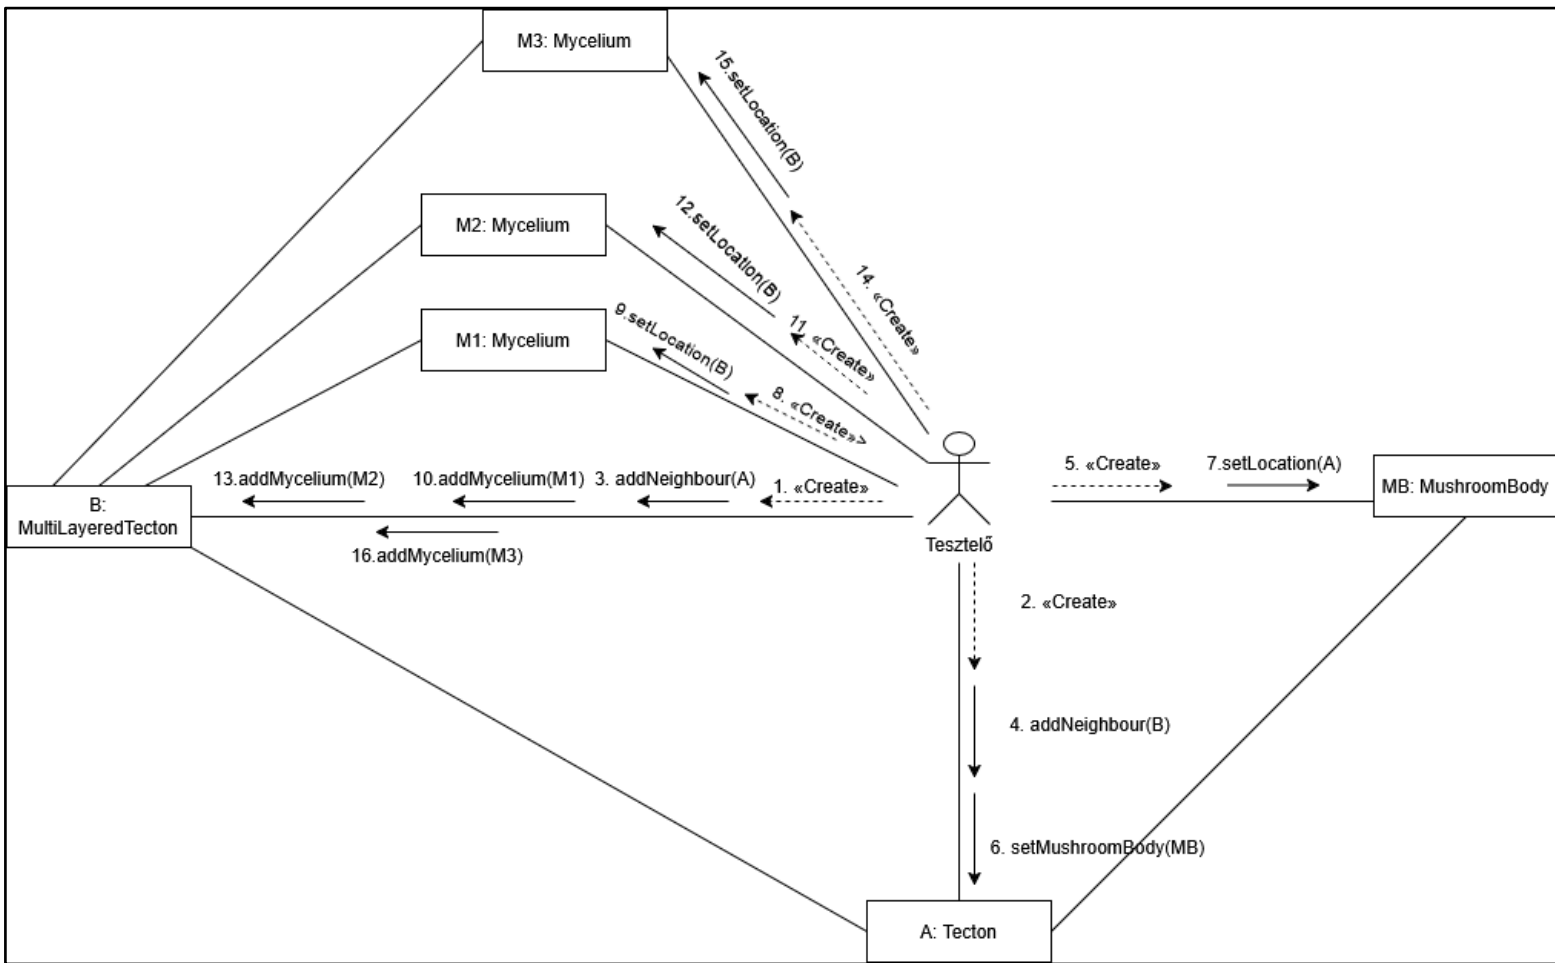 M3: Mycelium
15.setLocation(B)
M2: Mycelium
12.setLocation(B)
14. «Create»
M1: Mycelium
9.setLocation(B)
11. «Create»
8. «Create»>
13.addMycelium(M2)
10.addMycelium(M1)
3. addNeighbour(A)
1. «Create»
5. «Create»
7.setLocation(A)
B:
MultiLayeredTecton
MB: MushroomBody
16.addMycelium(M3)
Tesztelő
2. «Create»
4. addNeighbour(B)
6. setMushroomBody(MB)
A: Tecton